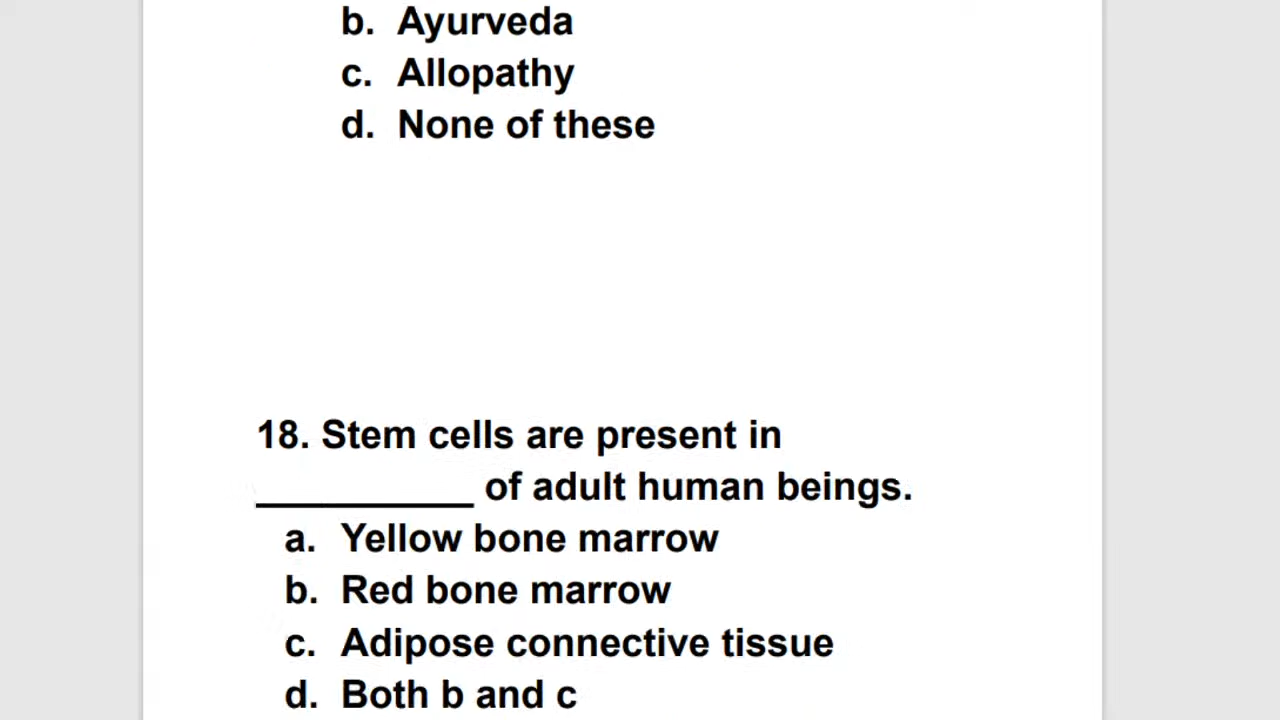 b. Ayurveda
c. Allopathy
d. None of these
18. Stem cells are present in
__________ of adult human beings.
a. Yellow bone marrow
b. Red bone marrow
c. Adipose connective tissue
d. Both b and c